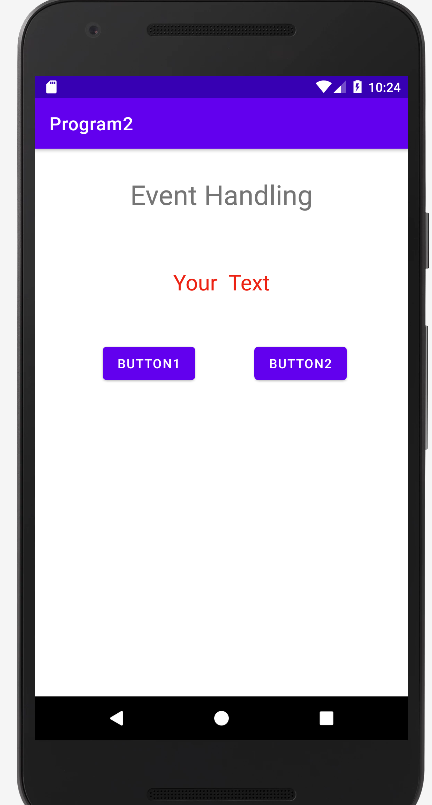 10:24
Program2
Event Handling
Your  Text
BUTTON1 BUTTON2